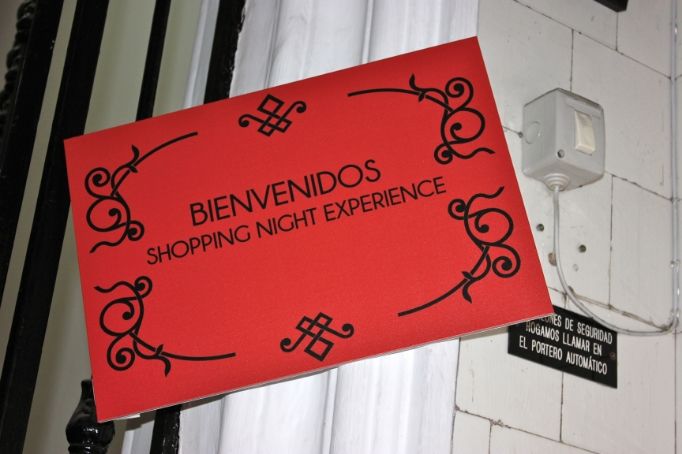 BIENVENIDOS
SHOPPING NIGHT EXPERIENCE
DE SEGURIDAD
ROGAMOS LLAMAR EN
EL PORTERO AUTOMÁTICO